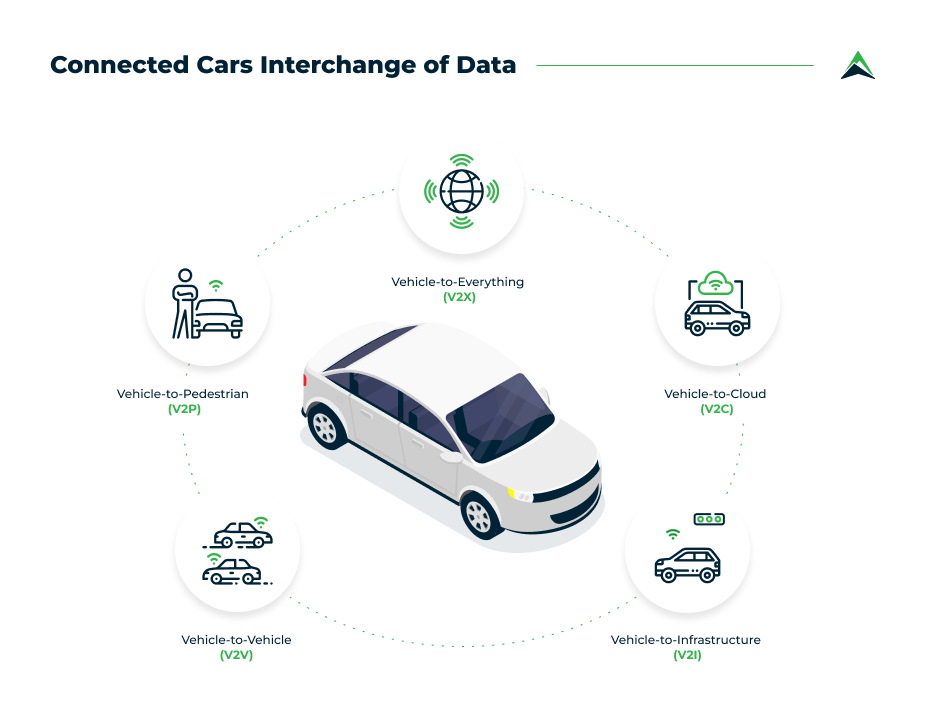 Connected Cars Interchange of Data
Vehicle-to-Everything
(V2X)
Vehicle-to-Pedestrian
(V2P)
Vehicle-to-Cloud
(V2C)
Vehicle-to-Vehicle
(V2V)
Vehicle-to-Infrastructure
(V2I)